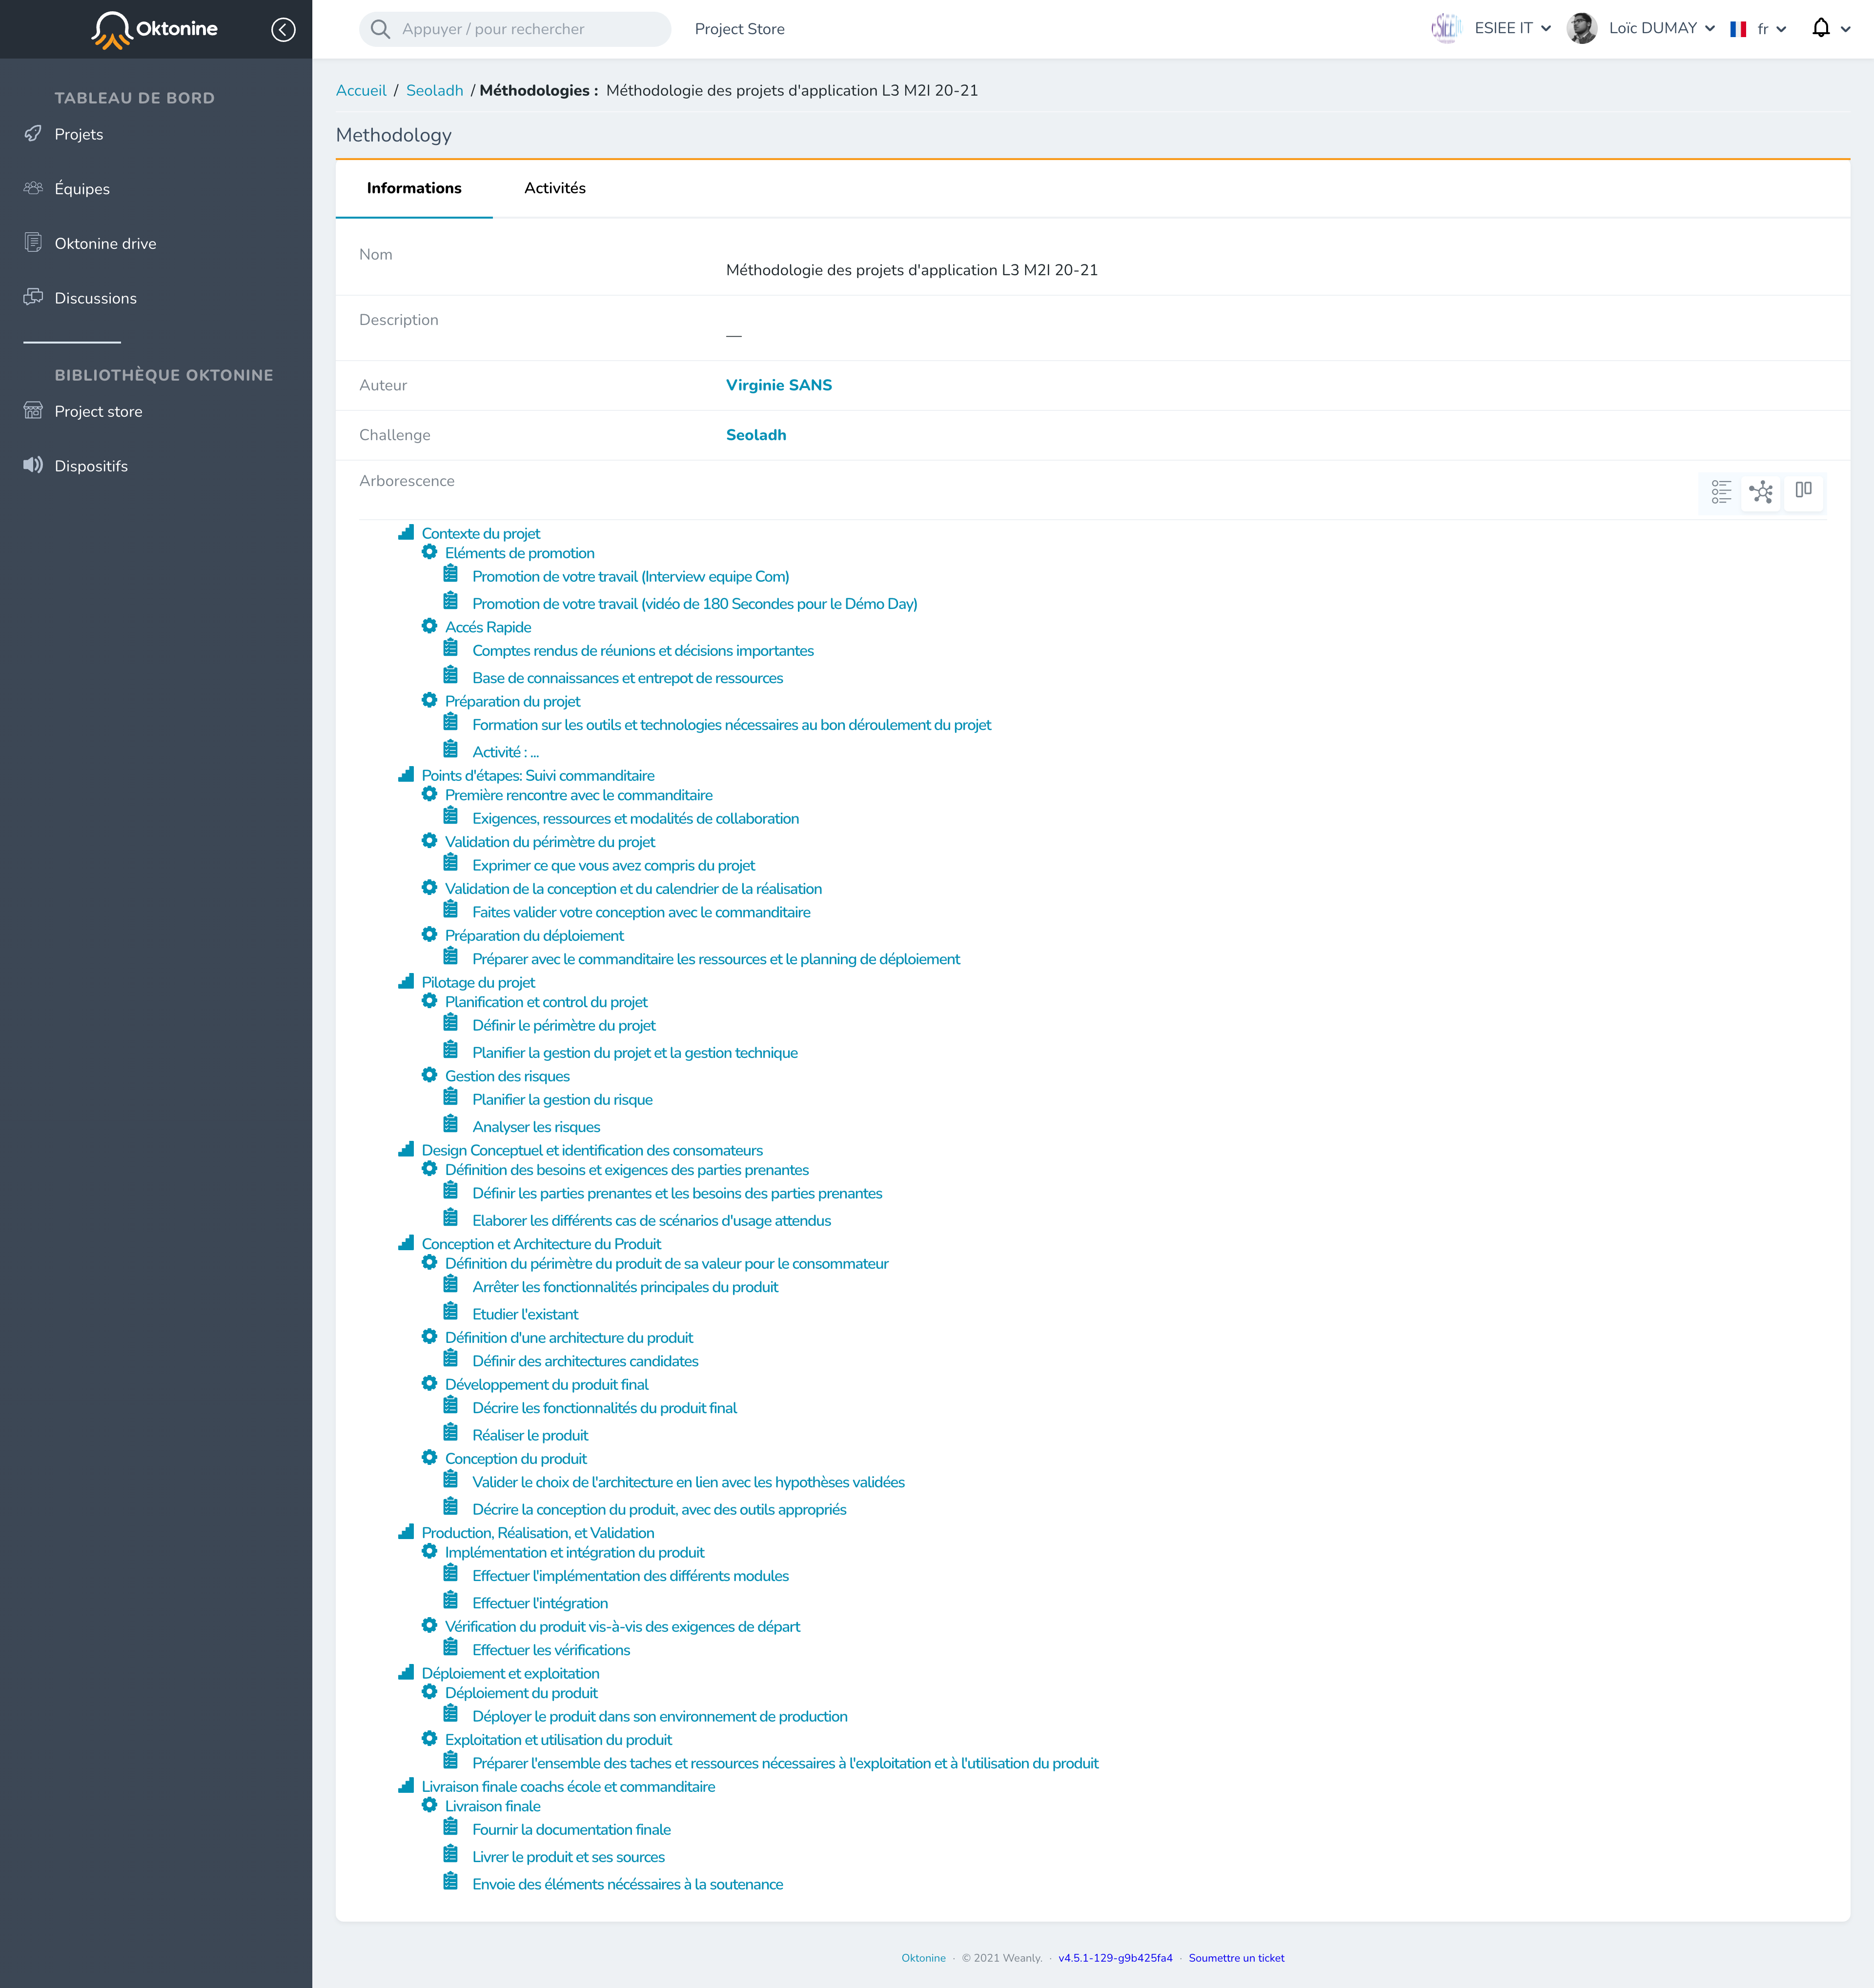 Oktonine
Appuyer / pour rechercher
Project Store
ESIEE IT
Loïc DUMAY
fr
TABLEAU DE BORD
Projets
Équipes
Oktonine drive
Discussions
BIBLIOTHÈQUE OKTONINE
Project store
Dispositifs
Accueil / Seoladh / Méthodologies : Méthodologie des projets d'application L3 M2I 20-21
Methodology
Informations
Activités
Nom
Méthodologie des projets d'application L3 M2I 20-21
Description
—
Auteur
Virginie SANS
Challenge
Seoladh
Arborescence
Contexte du projet
Eléments de promotion
Promotion de votre travail (Interview equipe Com)
Promotion de votre travail (vidéo de 180 Secondes pour le Démo Day)
Accés Rapide
Comptes rendus de réunions et décisions importantes
Base de connaissances et entrepot de ressources
Préparation du projet
Formation sur les outils et technologies nécessaires au bon déroulement du projet
Activité : ...
Points d'étapes: Suivi commanditaire
Première rencontre avec le commanditaire
Exigences, ressources et modalités de collaboration
Validation du périmètre du projet
Exprimer ce que vous avez compris du projet
Validation de la conception et du calendrier de la réalisation
Faites valider votre conception avec le commanditaire
Préparation du déploiement
Préparer avec le commanditaire les ressources et le planning de déploiement
Pilotage du projet
Planification et control du projet
Définir le périmètre du projet
Planifier la gestion du projet et la gestion technique
Gestion des risques
Planifier la gestion du risque
Analyser les risques
Design Conceptuel et identification des consomateurs
Définition des besoins et exigences des parties prenantes
Définir les parties prenantes et les besoins des parties prenantes
Elaborer les différents cas de scénarios d'usage attendus
Conception et Architecture du Produit
Définition du périmètre du produit de sa valeur pour le consommateur
Arrêter les fonctionnalités principales du produit
Etudier l'existant
Définition d'une architecture du produit
Définir des architectures candidates
Développement du produit final
Décrire les fonctionnalités du produit final
Réaliser le produit
Conception du produit
Valider le choix de l'architecture en lien avec les hypothèses validées
Décrire la conception du produit, avec des outils appropriés
Production, Réalisation, et Validation
Implémentation et intégration du produit
Effectuer l'implémentation des différents modules
Effectuer l'intégration
Vérification du produit vis-à-vis des exigences de départ
Effectuer les vérifications
Déploiement et exploitation
Déploiement du produit
Déployer le produit dans son environnement de production
Exploitation et utilisation du produit
Préparer l'ensemble des taches et ressources nécessaires à l'exploitation et à l'utilisation du produit
Livraison finale coachs école et commanditaire
Livraison finale
Fournir la documentation finale
Livrer le produit et ses sources
Envoie des éléments nécéssaires à la soutenance
Oktonine · © 2021 Weanly. · v4.5.1-129-g9b425fa4 · Soumettre un ticket